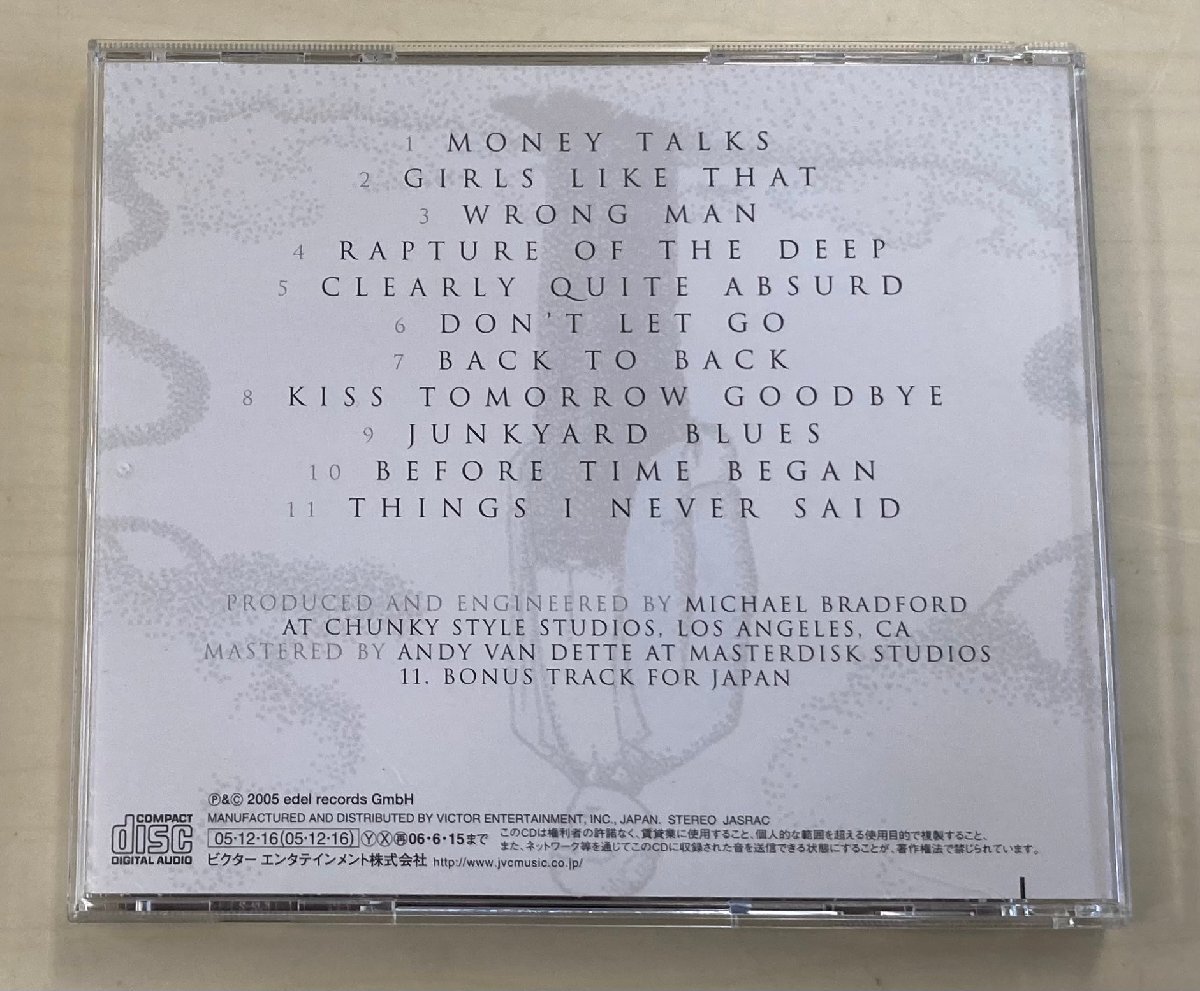 1 MONEY TALKS
2 GIRLS LIKE THAT
3 WRONG MAN
4 RAPTURE OF THE DEEP
5 CLEARLY QUITE ABSURD
6 DON'T LET GO
7 BACK TO BACK
8 KISS TOMORROW GOODBYE
9 JUNKYARD BLUES
10 BEFORE TIME BEGAN
11 THINGS I NEVER SAID
PRODUCED AND ENGINEERED BY MICHAEL BRADFORD
AT CHUNKY STYLE STUDIOS, LOS ANGELES, CA
MASTERED BY ANDY VAN DETTE AT MASTERDISK STUDIOS
11. BONUS TRACK FOR JAPAN
Ⓟ&© 2005 edel records GmbH
MANUFACTURED AND DISTRIBUTED BY VICTOR ENTERTAINMENT, INC., JAPAN. STEREO JASRAC
COMPACT disc DIGITAL AUDIO
05・12・16(05・12・16) ⓎⓍ㊢06・6・15まで
このCDは権利者の許諾なく、賃貸業に使用すること、個人的な範囲を超える使用目的で複製すること、
また、ネットワーク等を通じてこのCDに収録された音を送信できる状態にすることが、著作権法で禁じられています。
ビクター エンタテインメント株式会社 http://www.jvcmusic.co.jp/